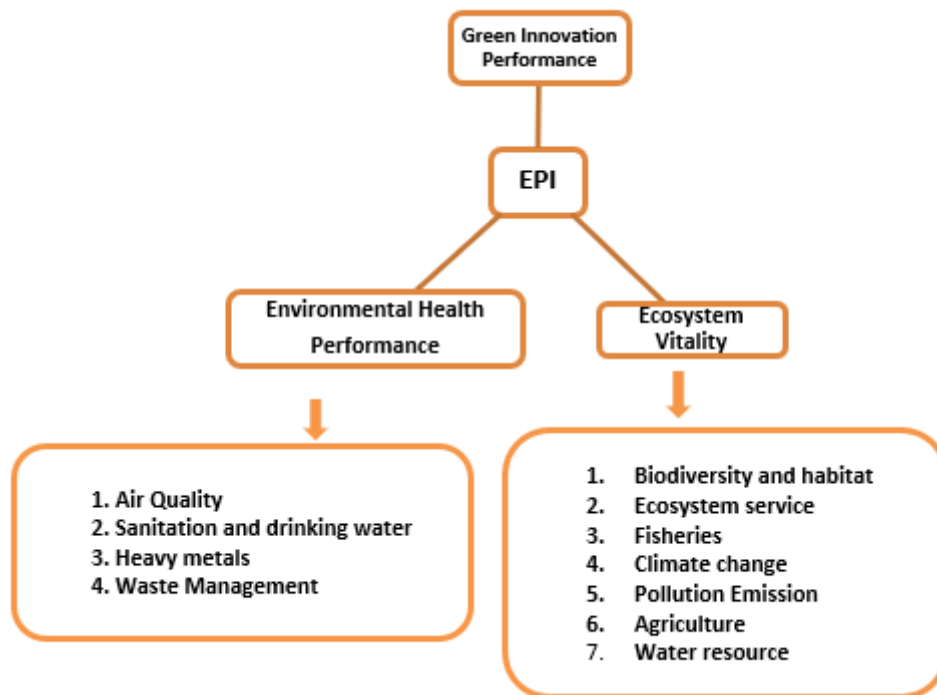 Green Innovation
Performance
EPI
Environmental Health
Performance
Ecosystem
Vitality
1. Air Quality
2. Sanitation and drinking water
3. Heavy metals
4. Waste Management
1. Biodiversity and habitat
2. Ecosystem service
3. Fisheries
4. Climate change
5. Pollution Emission
6. Agriculture
7. Water resource